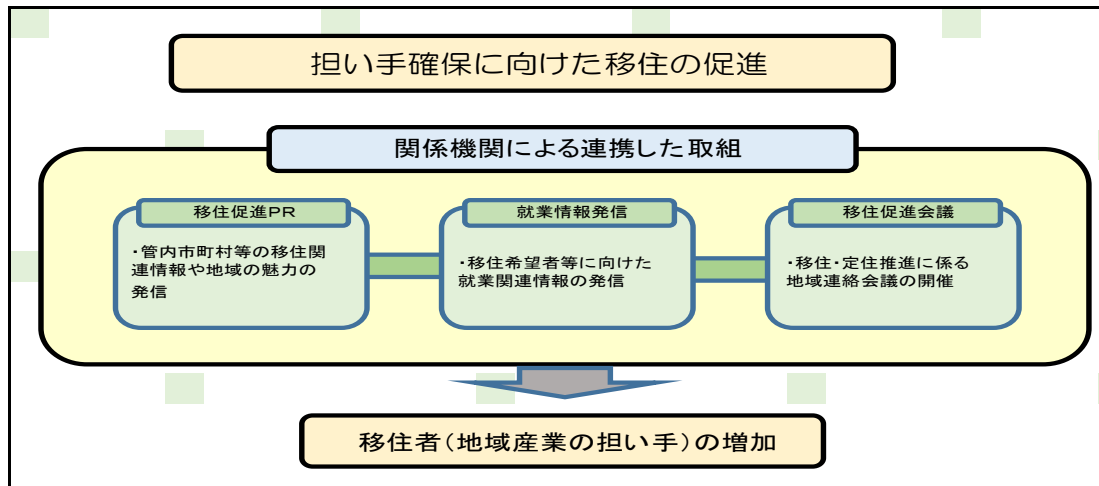 担い手確保に向けた移住の促進
関係機関による連携した取組
移住促進PR
・管内市町村等の移住関
連情報や地域の魅力の
発信
就業情報発信
・移住希望者等に向けた
就業関連情報の発信
移住促進会議
・移住・定住推進に係る
地域連絡会議の開催
移住者(地域産業の担い手)の増加